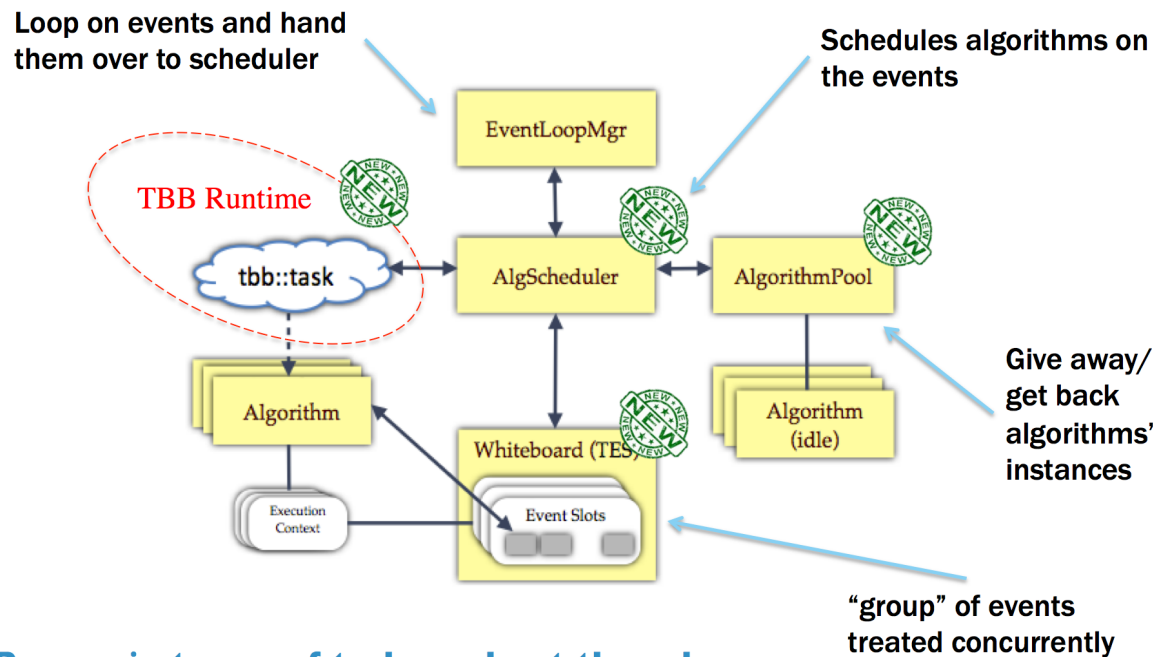 Loop on events and hand
them over to scheduler
Schedules algorithms on
the events
EventLoopMgr
TBB Runtime
NEW
NEW
NEW
tbb::task
AlgScheduler
AlgorithmPool
Give away/
get back
algorithms’
instances
Algorithm
NEW
Algorithm
(idle)
Whiteboard (TES)
Execution
Context
Event Slots
“group” of events
treated concurrently